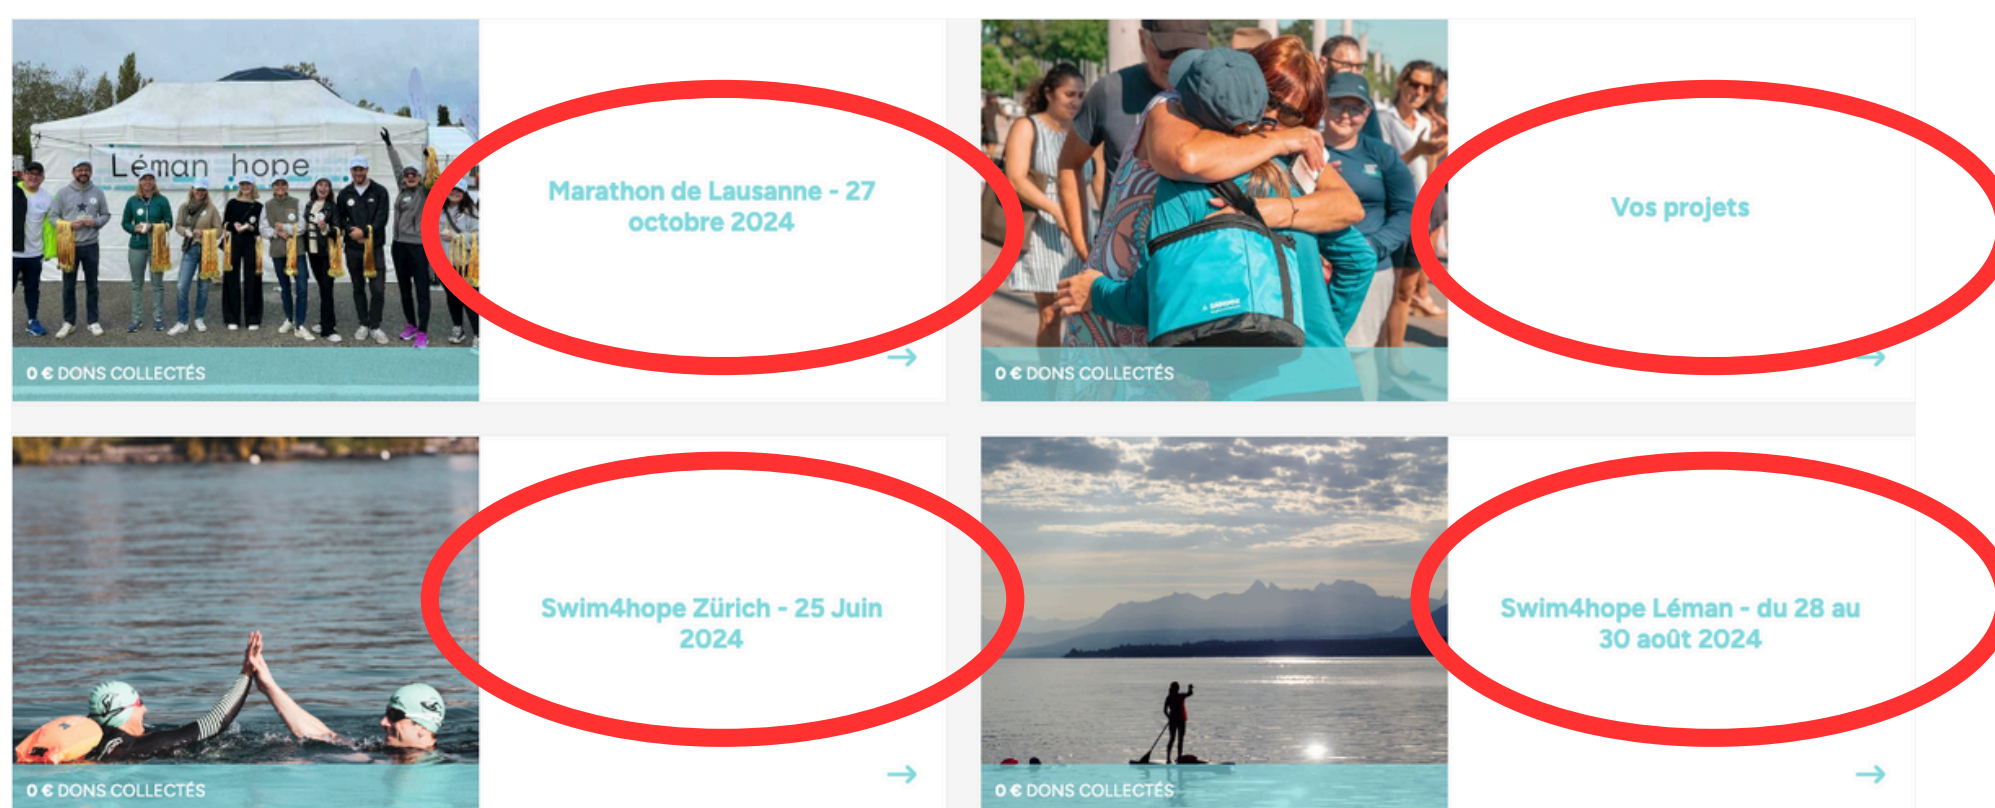 Léman hope
Marathon de Lausanne - 27
octobre 2024
0 € DONS COLLECTÉS
Vos projets
0 € DONS COLLECTÉS
Swim4hope Zürich - 25 Juin
2024
0 € DONS COLLECTÉS
Swim4hope Léman - du 28 au
30 août 2024
0 € DONS COLLECTÉS